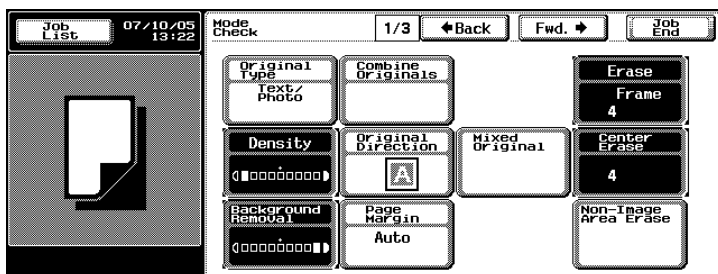 Job
List
07/10/05
13:22
Mode
Check
1/3
Back
Fwd.
Job
End
Original
Type
Text/
Photo
Combine
Originals
Erase
Frame
4
Density
Original
Direction
A
Mixed
Original
Center
Erase
4
Background
Removal
Page
Margin
Auto
Non-Image
Area Erase